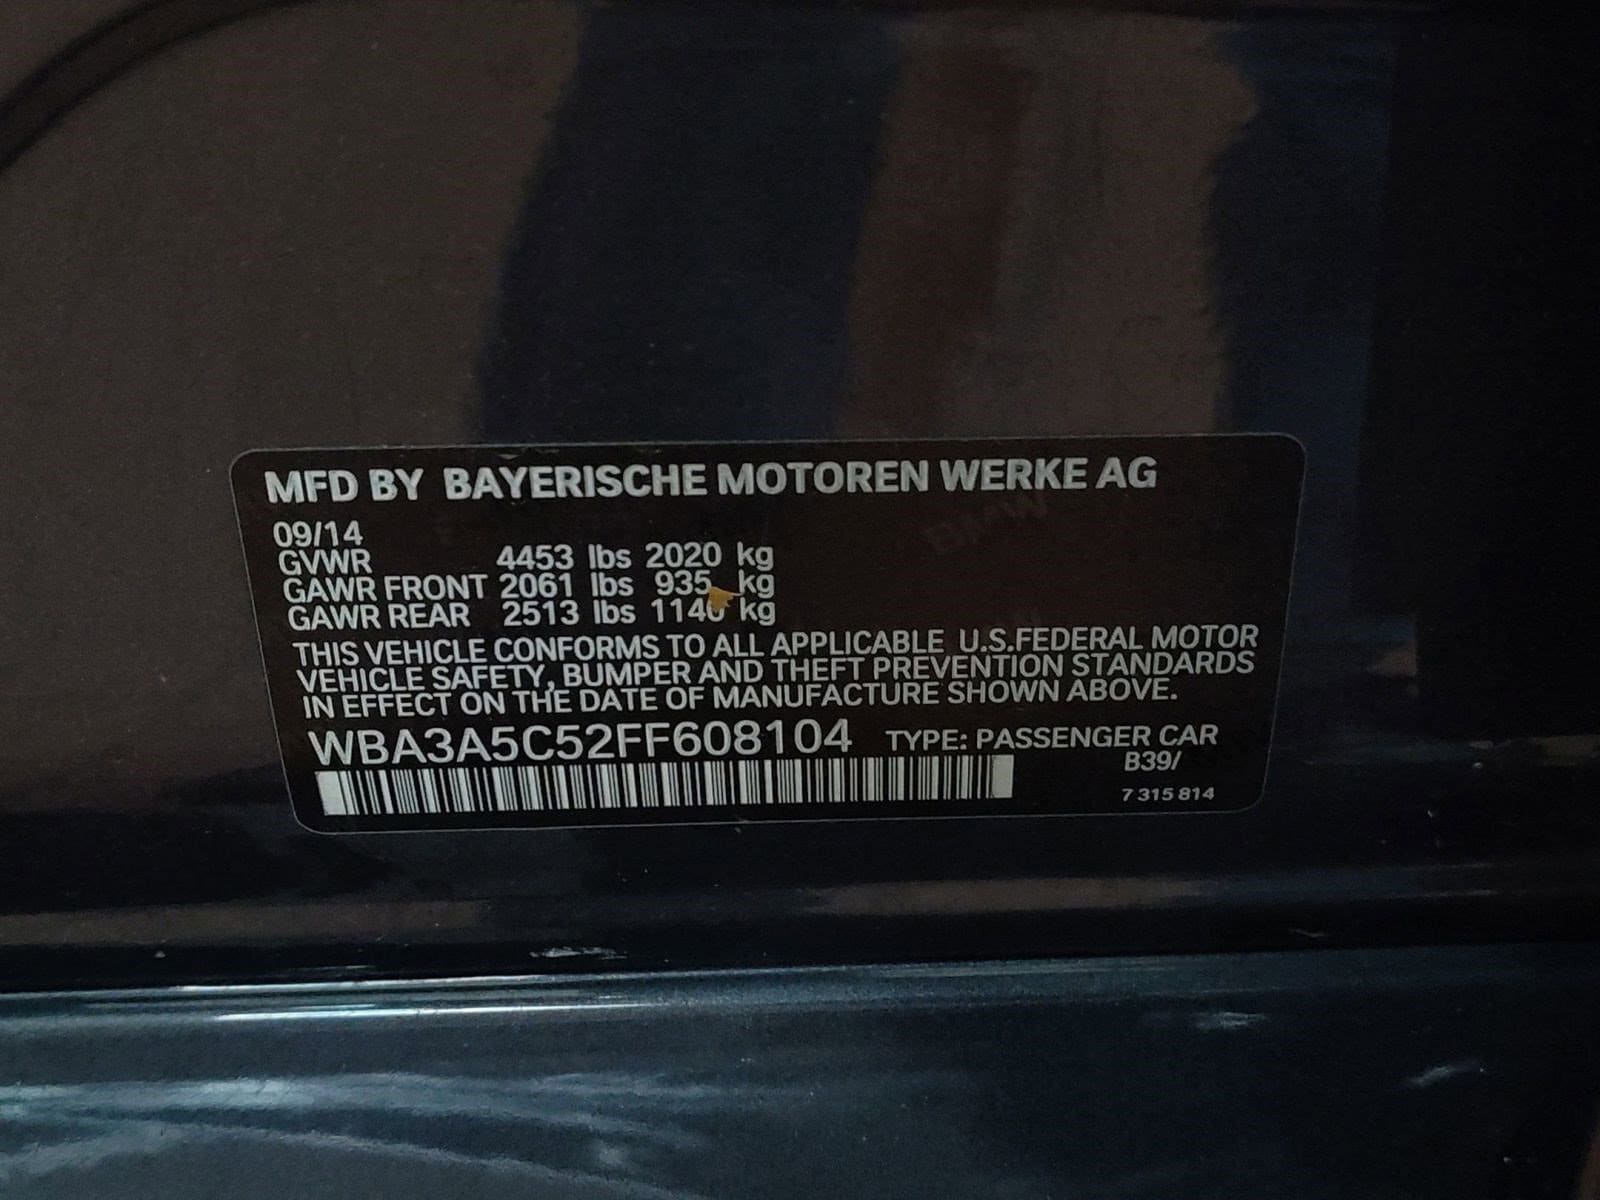 MFD BY BAYERISCHE MOTOREN WERKE AG
09/14
GVWR 4453 lbs 2020 kg
GAWR FRONT 2061 lbs 935 kg
GAWR REAR 2513 lbs 1140 kg
THIS VEHICLE CONFORMS TO ALL APPLICABLE U.S.FEDERAL MOTOR
VEHICLE SAFETY, BUMPER AND THEFT PREVENTION STANDARDS
IN EFFECT ON THE DATE OF MANUFACTURE SHOWN ABOVE.
WBA3A5C52FF608104 TYPE: PASSENGER CAR
B39/
7 315 814